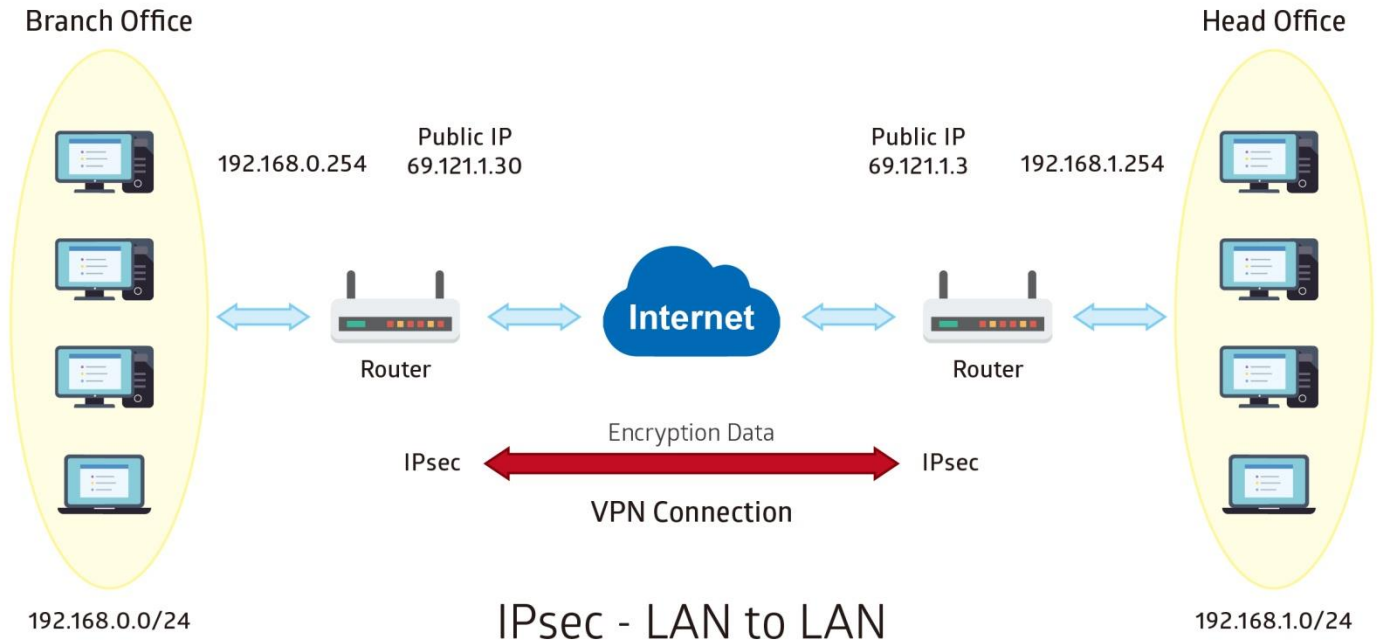 Branch Office
Head Office
192.168.0.254
Public IP
69.121.1.30
Public IP
69.121.1.3
192.168.1.254
Internet
Router
Router
Encryption Data
IPsec
IPsec
VPN Connection
192.168.0.0/24
IPsec - LAN to LAN
192.168.1.0/24